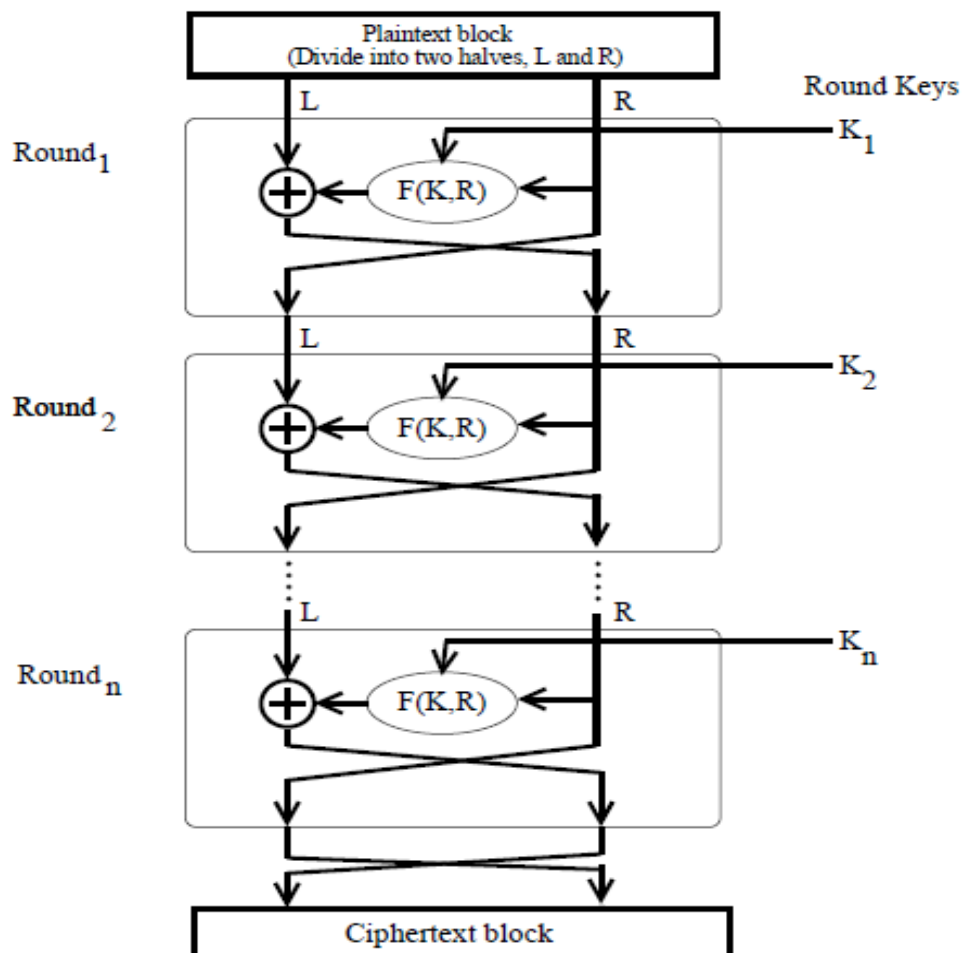 Plaintext block
(Divide into two halves, L and R)
L
R
Round Keys
K1
Round1
F(K,R)
L
R
K2
Round2
F(K,R)
L
R
Kn
Roundn
F(K,R)
Ciphertext block